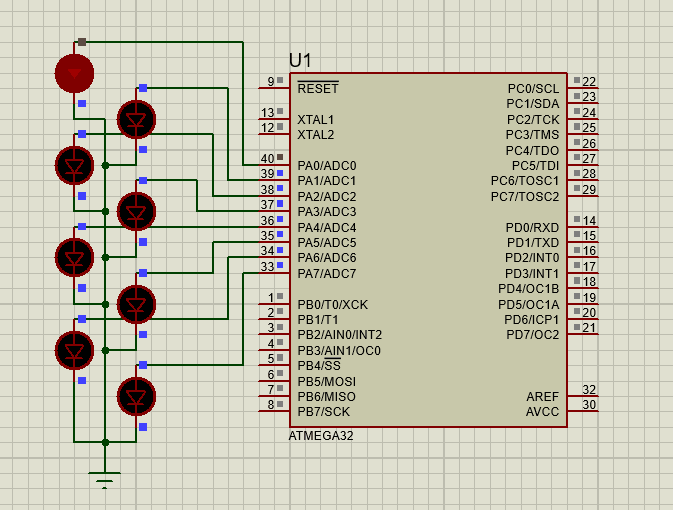 U1
9 RESET
13 XTAL1
12 XTAL2
40 PA0/ADC0
39 PA1/ADC1
38 PA2/ADC2
37 PA3/ADC3
36 PA4/ADC4
35 PA5/ADC5
34 PA6/ADC6
33 PA7/ADC7
1 PB0/T0/XCK
2 PB1/T1
3 PB2/AIN0/INT2
4 PB3/AIN1/OC0
5 PB4/SS
6 PB5/MOSI
7 PB6/MISO
8 PB7/SCK
PC0/SCL 22
PC1/SDA 23
PC2/TCK 24
PC3/TMS 25
PC4/TDO 26
PC5/TDI 27
PC6/TOSC1 28
PC7/TOSC2 29
PD0/RXD 14
PD1/TXD 15
PD2/INT0 16
PD3/INT1 17
PD4/OC1B 18
PD5/OC1A 19
PD6/ICP1 20
PD7/OC2 21
AREF 32
AVCC 30
ATMEGA32